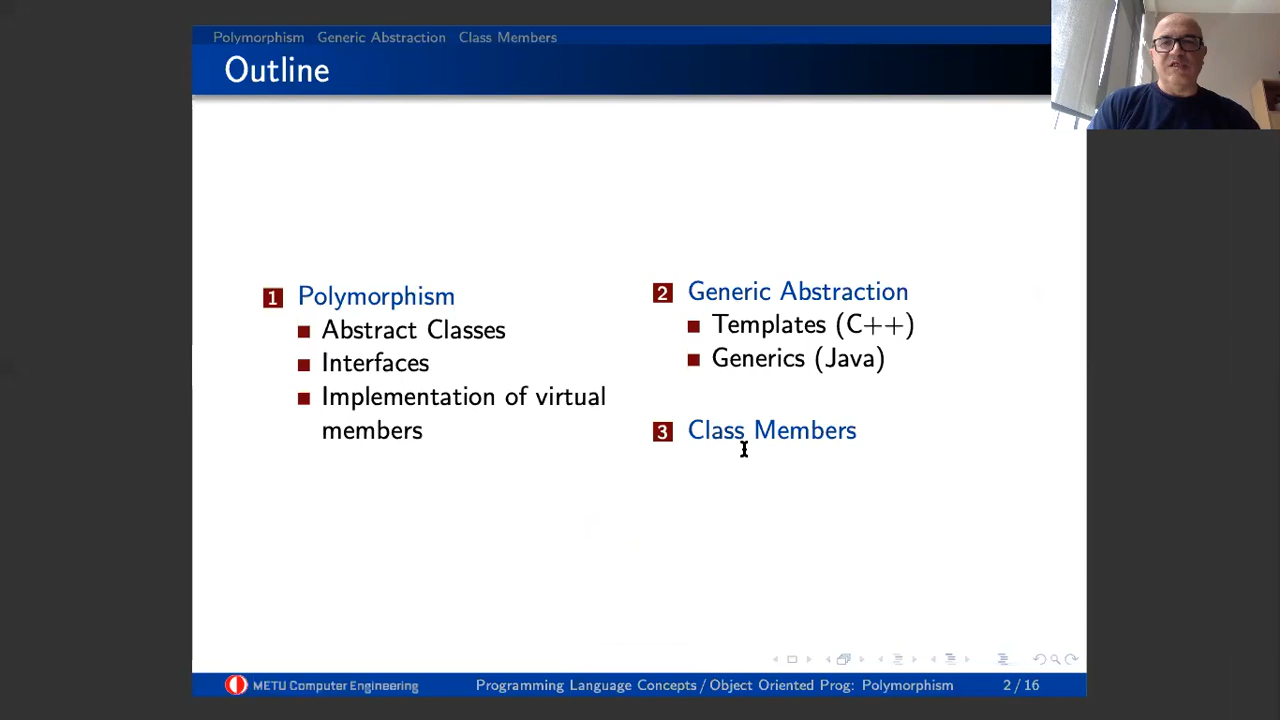 Polymorphism Generic Abstraction Class Members
Outline
1 Polymorphism
Abstract Classes
Interfaces
Implementation of virtual
members
2 Generic Abstraction
Templates (C++)
Generics (Java)
3 Class Members
METU Computer Engineering Programming Language Concepts / Object Oriented Prog: Polymorphism 2 / 16